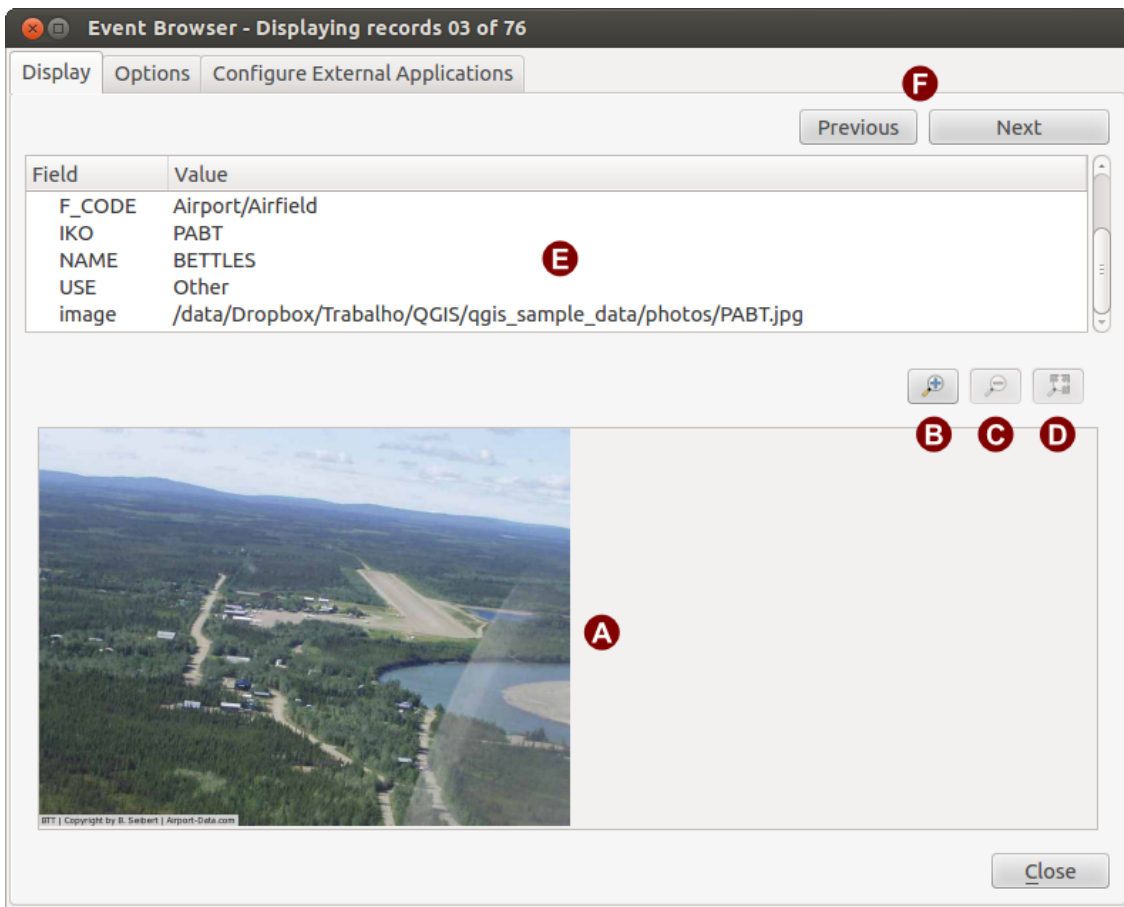 Event Browser - Displaying records 03 of 76
Display Options Configure External Applications
F
Previous Next
Field Value
F_CODE Airport/Airfield
IKO PABT
NAME BETTLES
E
USE Other
image /data/Dropbox/Trabalho/QGIS/qgis_sample_data/photos/PABT.jpg
B C D
A
BTT | Copyright by B. Seibert | Airport-Data.com
Close